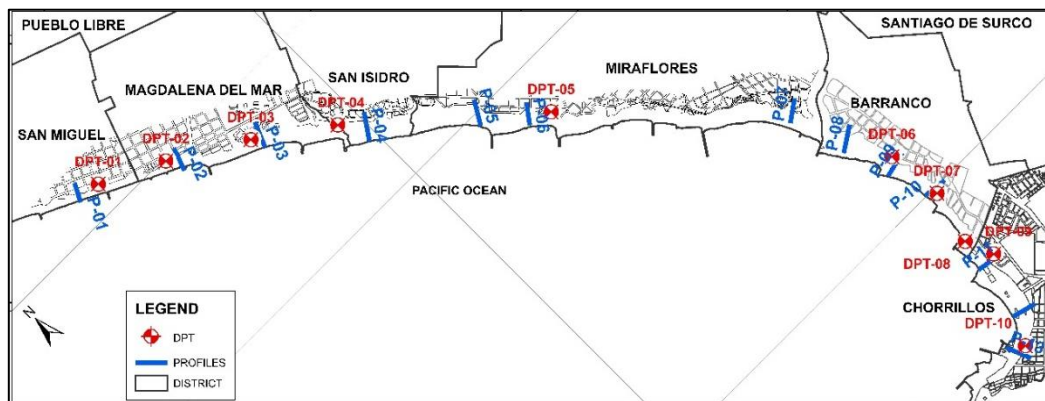 PUEBLO LIBRE
SANTIAGO DE SURCO
SAN ISIDRO
MIRAFLORES
MAGDALENA DEL MAR
DPT-05
DPT-04
DPT-03
BARRANCO
SAN MIGUEL
DPT-02
DPT-01
DPT-06
DPT-07
P-01
P-02
P-03
P-04
P-05
P-06
P-07
P-08
P-09
P-10
PACIFIC OCEAN
DPT-08
DPT-09
CHORRILLOS
DPT-10
N
LEGEND
DPT
PROFILES
DISTRICT